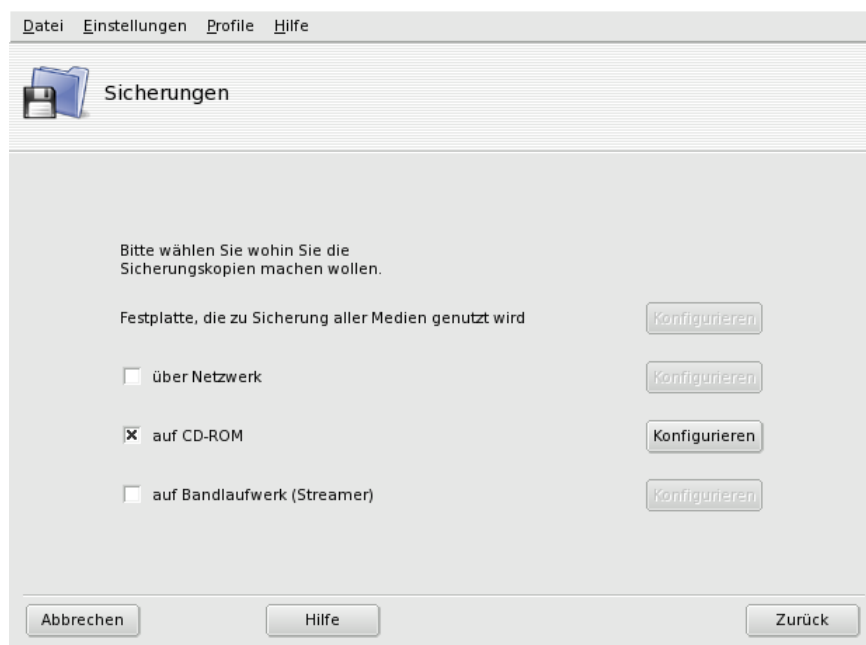 Datei Einstellungen Profile Hilfe
Sicherungen
Bitte wählen Sie wohin Sie die
Sicherungskopien machen wollen.
Festplatte, die zu Sicherung aller Medien genutzt wird Konfigurieren
über Netzwerk Konfigurieren
auf CD-ROM Konfigurieren
auf Bandlaufwerk (Streamer) Konfigurieren
Abbrechen Hilfe Zurück